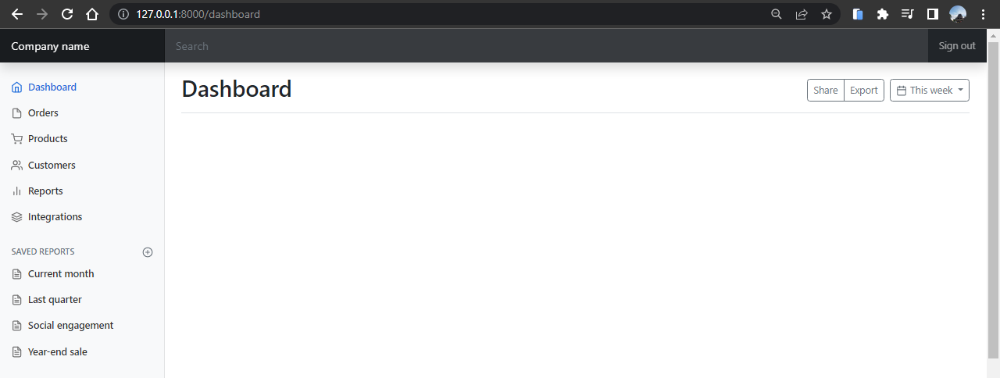 127.0.0.1:8000/dashboard
Company name
Search
Sign out
Dashboard
Orders
Products
Customers
Reports
Integrations
SAVED REPORTS
Current month
Last quarter
Social engagement
Year-end sale
Dashboard
Share
Export
This week